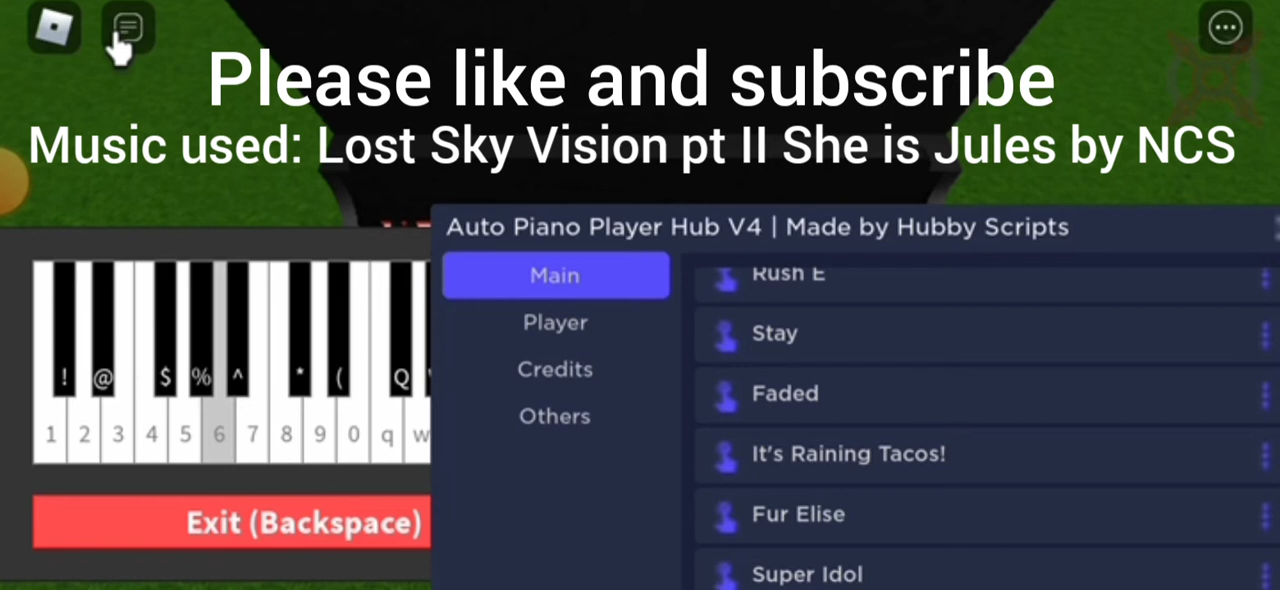 Please like and subscribe
Music used: Lost Sky Vision pt II She is Jules by NCS
Auto Piano Player Hub V4 | Made by Hubby Scripts
Main
Player
Credits
Others
Rush E
Stay
Faded
It's Raining Tacos!
Fur Elise
Super Idol
! @ $ % ^ * ( Q
1 2 3 4 5 6 7 8 9 0 q w
Exit (Backspace)